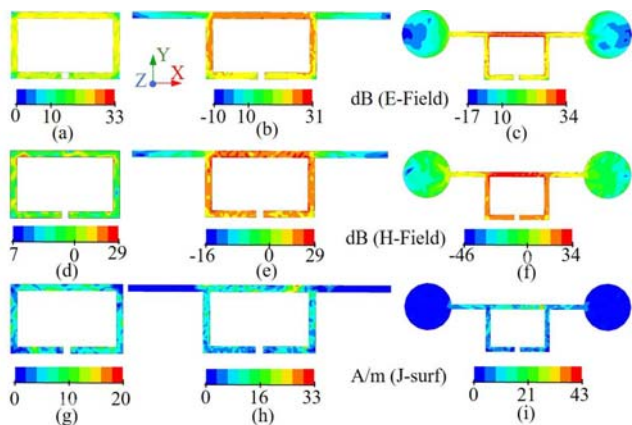 Y
Z X
0 10 33
-10 10 31
dB (E-Field)
-17 10 34
(a) (b) (c)
7 0 29
-16 0 29
dB (H-Field)
-46 0 34
(d) (e) (f)
0 10 20
0 16 33
A/m (J-surf)
0 21 43
(g) (h) (i)